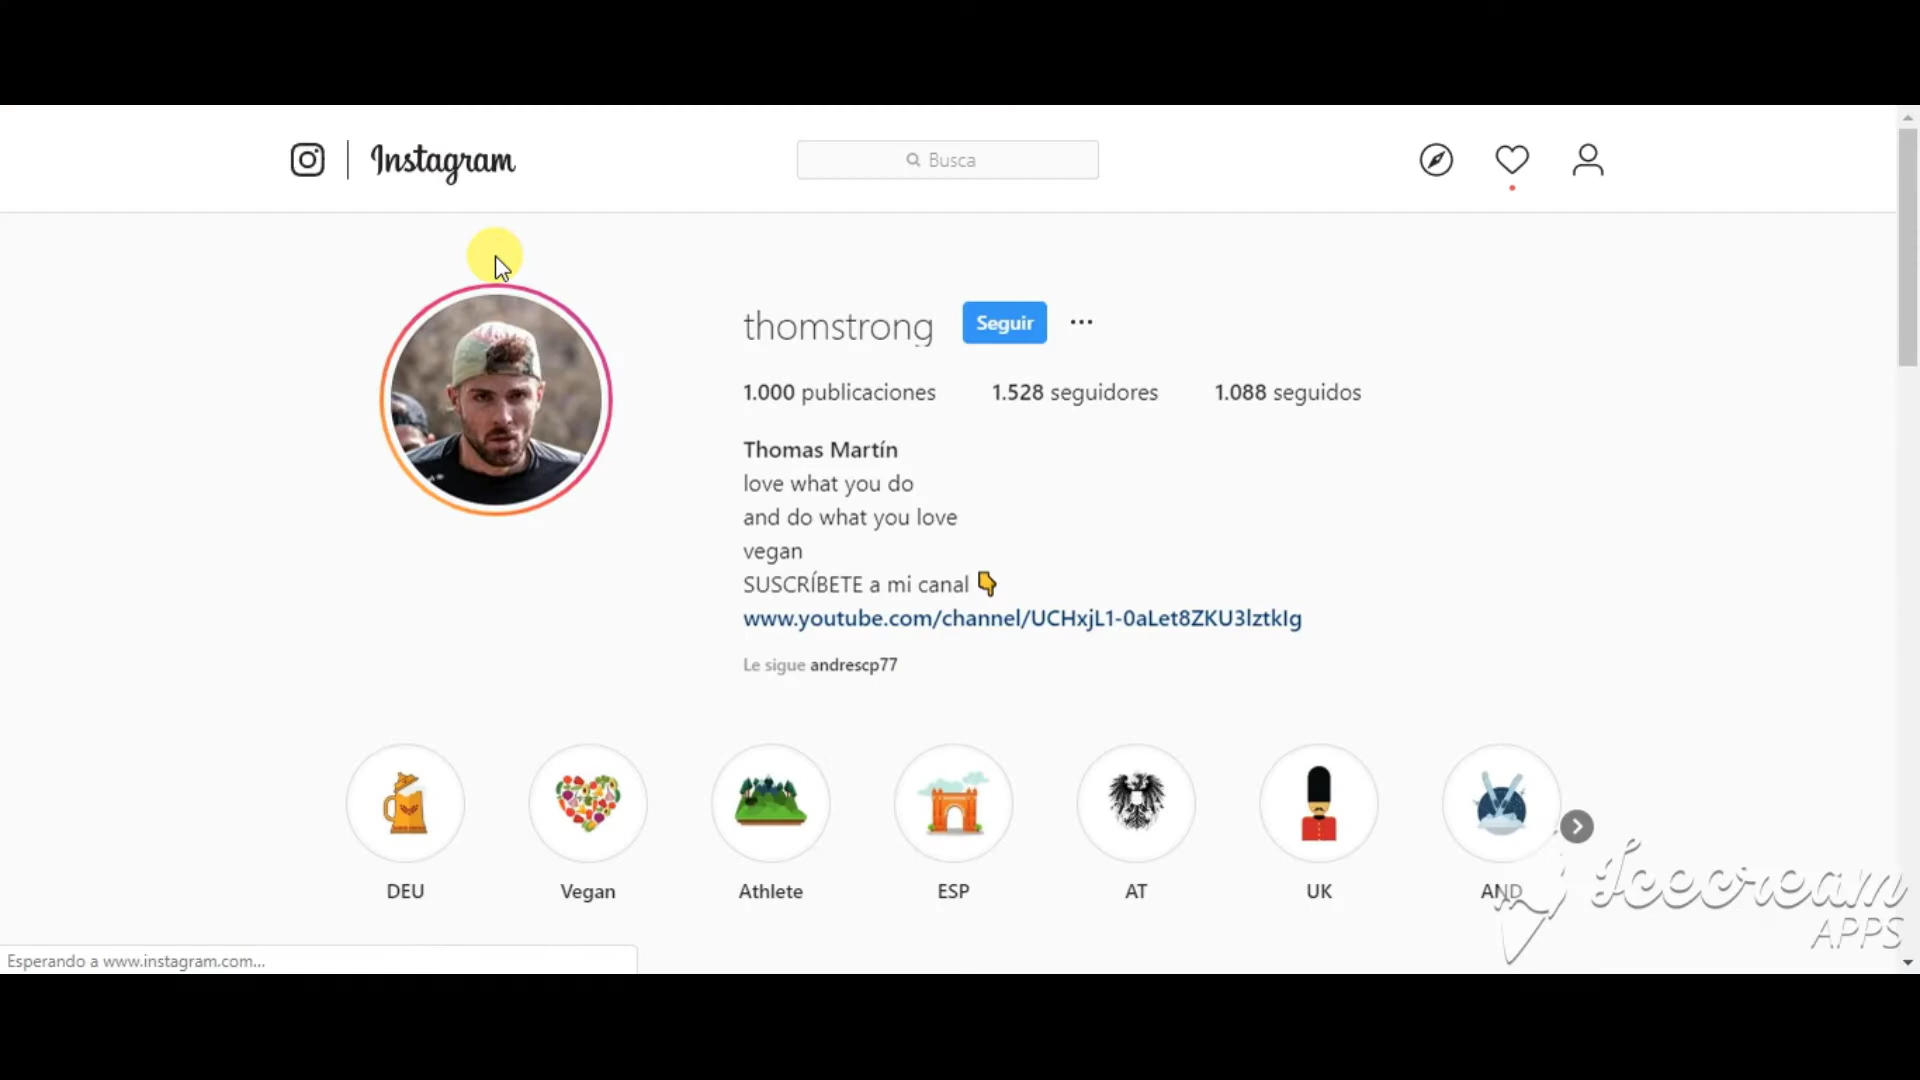 Instagram
Busca
thomstrong Seguir ...
1.000 publicaciones 1.528 seguidores 1.088 seguidos
Thomas Martín
love what you do
and do what you love
vegan
SUSCRÍBETE a mi canal 👇
www.youtube.com/channel/UCHxjL1-0aLet8ZKU3lztkIg
Le sigue andrescp77
DEU Vegan Athlete ESP AT UK AND
Icecream
APPS
Esperando a www.instagram.com...